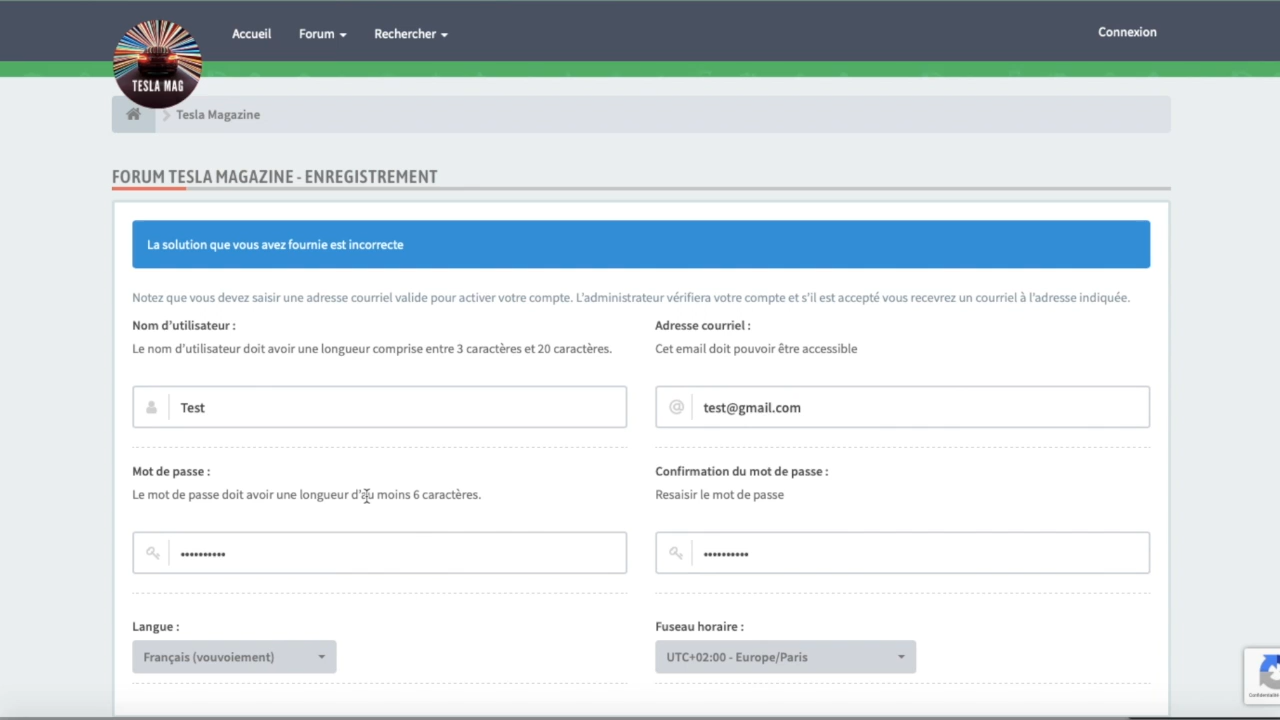 Accueil
Forum
Rechercher
Connexion
TESLA MAG
Tesla Magazine
FORUM TESLA MAGAZINE - ENREGISTREMENT
La solution que vous avez fournie est incorrecte
Notez que vous devez saisir une adresse courriel valide pour activer votre compte. L'administrateur vérifiera votre compte et s'il est accepté vous recevrez un courriel à l'adresse indiquée.
Nom d'utilisateur :
Le nom d'utilisateur doit avoir une longueur comprise entre 3 caractères et 20 caractères.
Test
Adresse courriel :
Cet email doit pouvoir être accessible
test@gmail.com
Mot de passe :
Le mot de passe doit avoir une longueur d'au moins 6 caractères.
••••••••••
Confirmation du mot de passe :
Resaisir le mot de passe
••••••••••
Langue :
Français (vouvoiement)
Fuseau horaire :
UTC+02:00 - Europe/Paris
Confidentialité